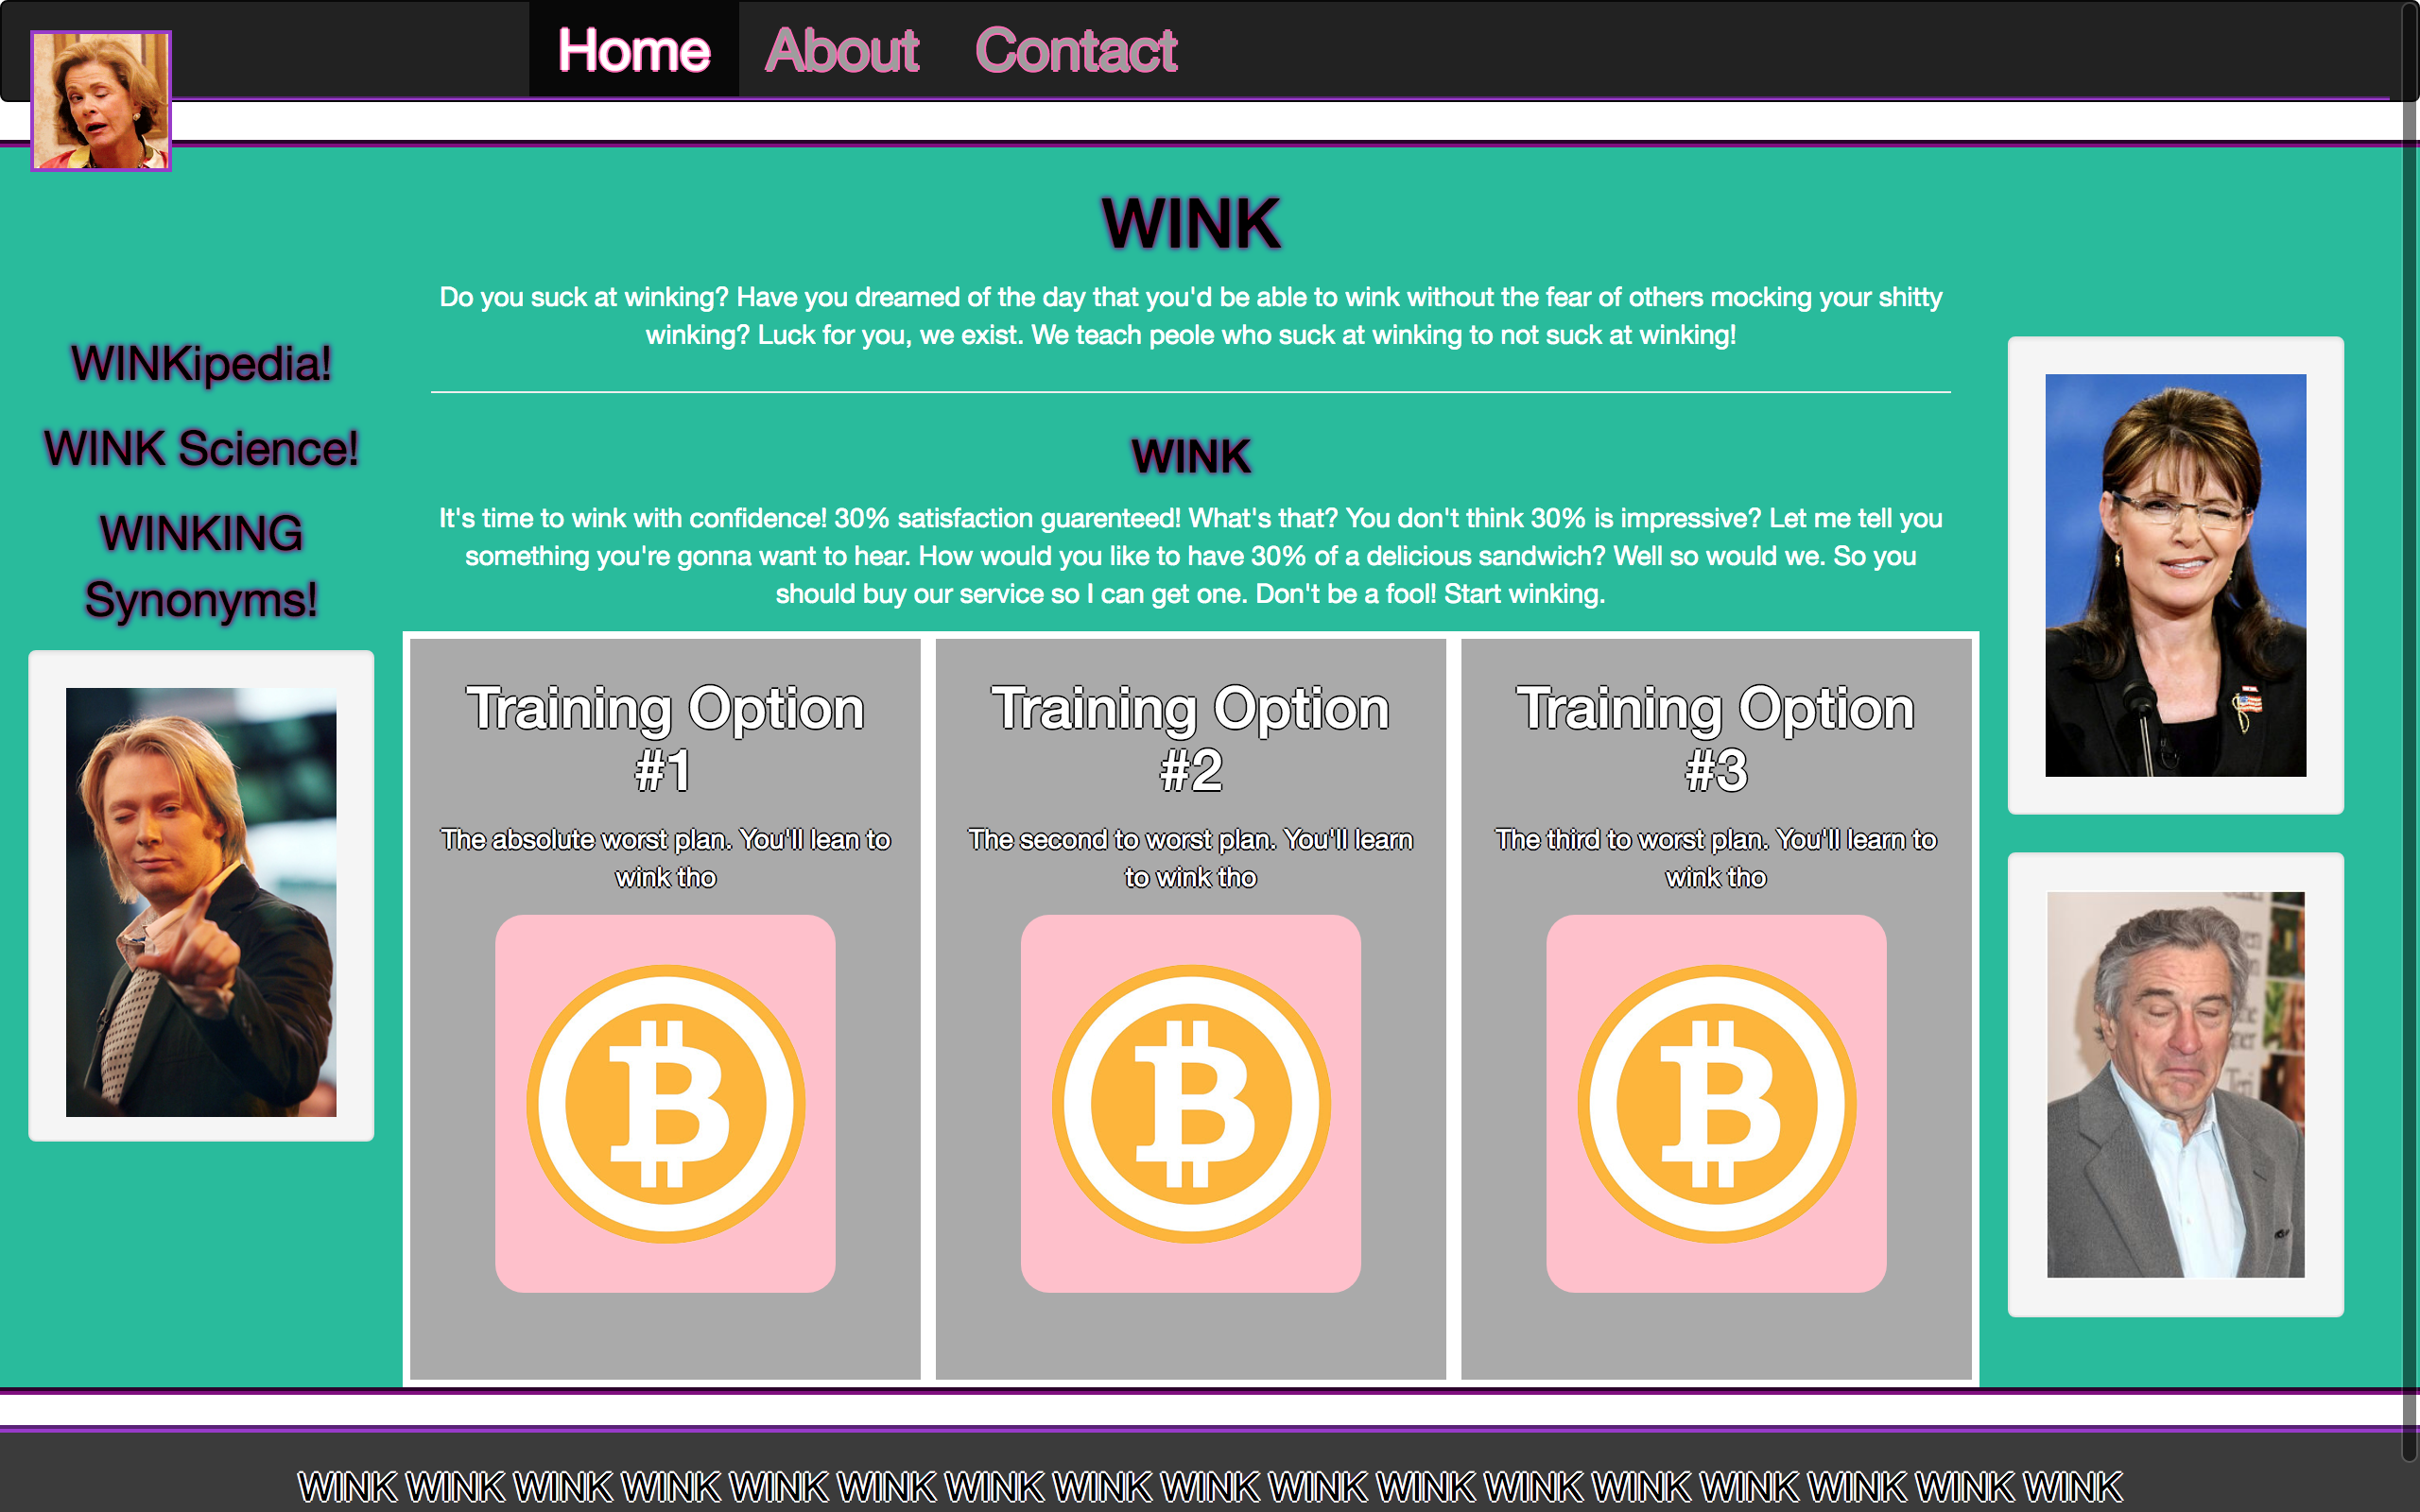 Home About Contact
WINK
Do you suck at winking? Have you dreamed of the day that you'd be able to wink without the fear of others mocking your shitty
winking? Luck for you, we exist. We teach peole who suck at winking to not suck at winking!
WINKipedia!
WINK Science!
WINKING
Synonyms!
WINK
It's time to wink with confidence! 30% satisfaction guarenteed! What's that? You don't think 30% is impressive? Let me tell you
something you're gonna want to hear. How would you like to have 30% of a delicious sandwich? Well so would we. So you
should buy our service so I can get one. Don't be a fool! Start winking.
Training Option
#1
The absolute worst plan. You'll lean to
wink tho
Training Option
#2
The second to worst plan. You'll learn
to wink tho
Training Option
#3
The third to worst plan. You'll learn to
wink tho
WINK WINK WINK WINK WINK WINK WINK WINK WINK WINK WINK WINK WINK WINK WINK WINK WINK